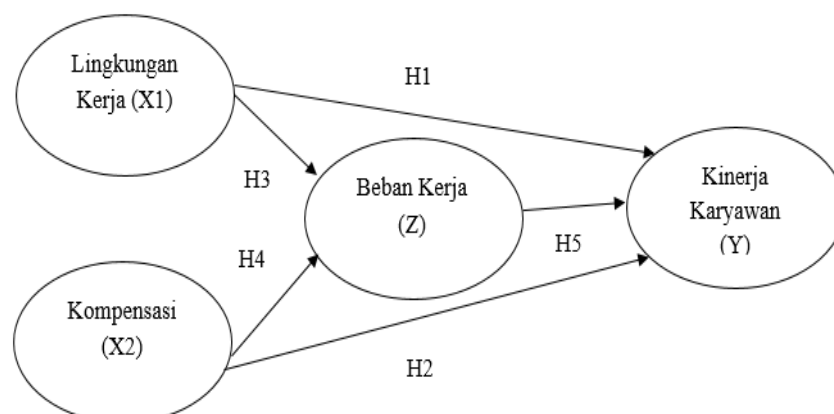 Lingkungan
Kerja (X1)
H1
H3
Beban Kerja
(Z)
Kinerja
Karyawan
(Y)
H4
H5
Kompensasi
(X2)
H2